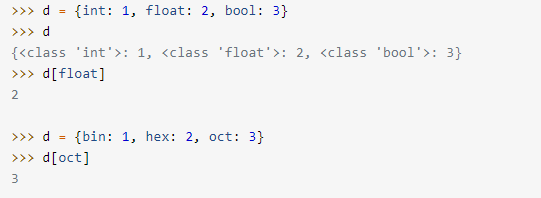 >>> d = {int: 1, float: 2, bool: 3}
>>> d
{<class 'int'>: 1, <class 'float'>: 2, <class 'bool'>: 3}
>>> d[float]
2
>>> d = {bin: 1, hex: 2, oct: 3}
>>> d[oct]
3